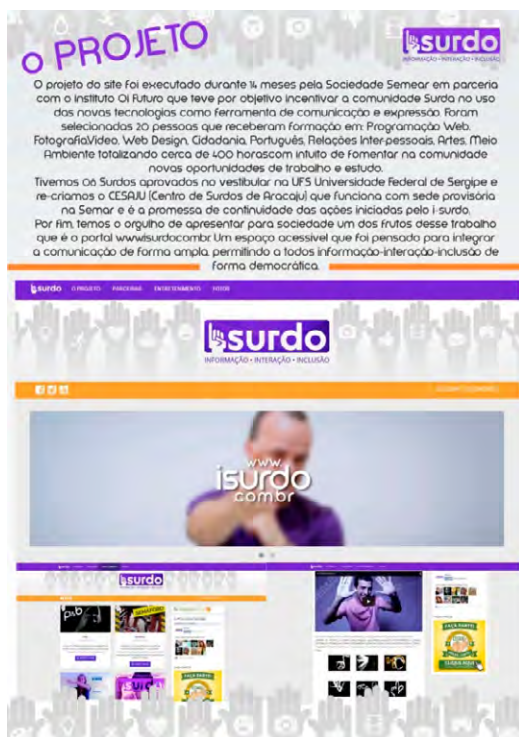 O PROJETO
isurdo
INFORMAÇÃO • INTERAÇÃO • INCLUSÃO
O projeto do site foi executado durante 14 meses pela Sociedade Semear em parceria
com o Instituto Oi Futuro que teve por objetivo incentivar a comunidade Surda no uso
das novas tecnologias como ferramenta de comunicação e expressão. Foram
selecionadas 20 pessoas que receberam formação em: Programação Web,
Fotografia,Vídeo, Web Design, Cidadania, Português, Relações Inter-pessoais, Artes, Meio
Ambiente totalizando cerca de 400 horascom intuito de fomentar na comunidade
novas oportunidades de trabalho e estudo.
Tivemos 06 Surdos aprovados no vestibular na UFS Universidade Federal de Sergipe e
re-criamos o CESAJU (Centro de Surdos de Aracaju) que funciona com sede provisória
na Semar e é a promessa de continuidade das ações iniciadas pelo i-surdo.
Por fim, temos o orgulho de apresentar para sociedade um dos frutos desse trabalho
que é o portal www.isurdo.com.br Um espaço acessível que foi pensado para integrar
a comunicação de forma ampla, permitindo a todos informação-interação-inclusão de
forma democrática.
isurdo O PROJETO PARCERIAS ENTRETENIMENTO VIDEOS
isurdo
INFORMAÇÃO • INTERAÇÃO • INCLUSÃO
www.
isurdo
.com.br
isurdo
FAÇA PARTE!
FAÇA PARTE!
CLIQUE AQUI